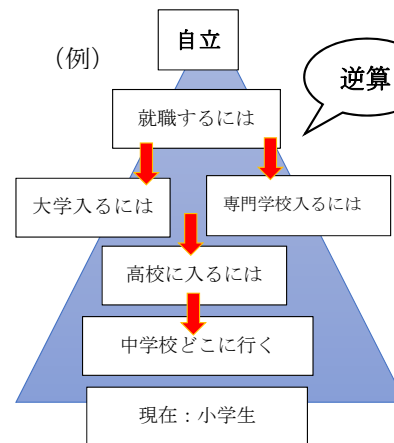 自立
（例）
逆算
就職するには
大学入るには
専門学校入るには
高校に入るには
中学校どこに行く
現在：小学生